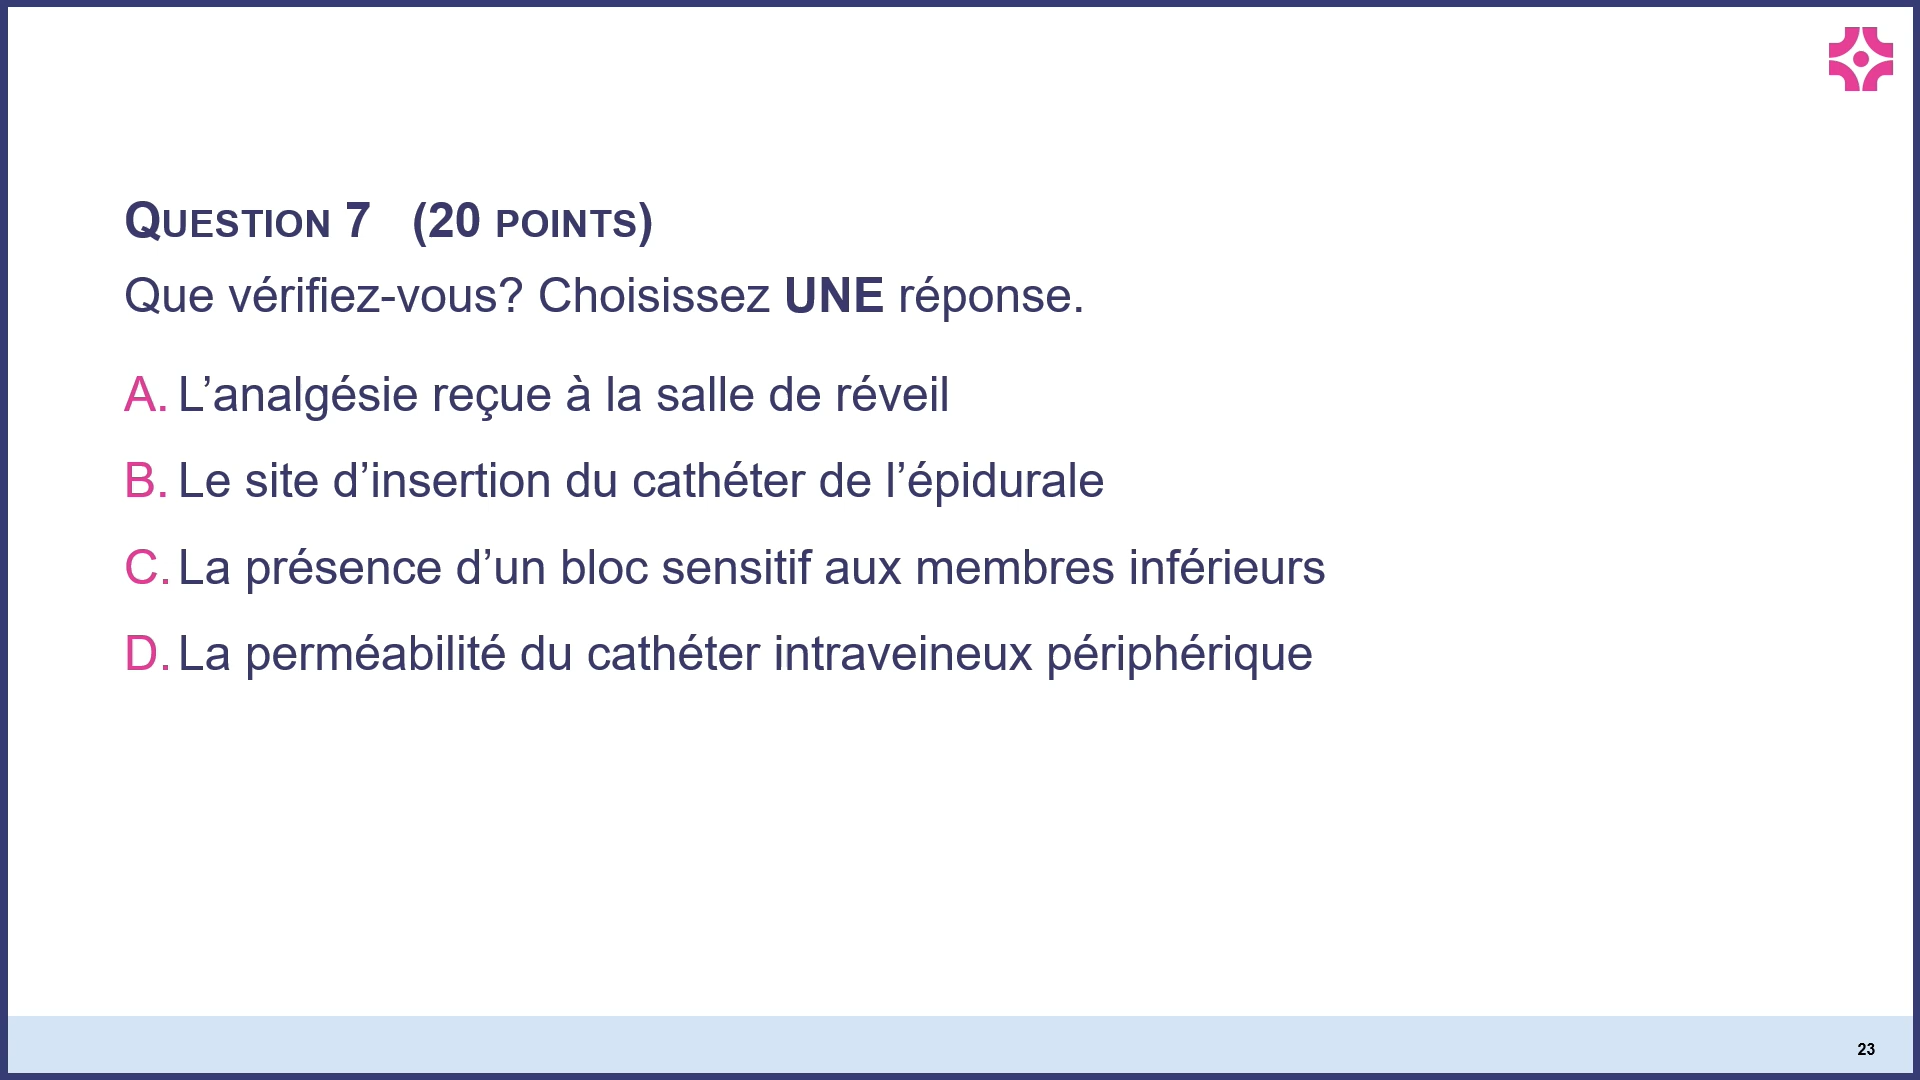 QUESTION 7 (20 POINTS)
Que vérifiez-vous? Choisissez UNE réponse.
A. L’analgésie reçue à la salle de réveil
B. Le site d’insertion du cathéter de l’épidurale
C. La présence d’un bloc sensitif aux membres inférieurs
D. La perméabilité du cathéter intraveineux périphérique
23